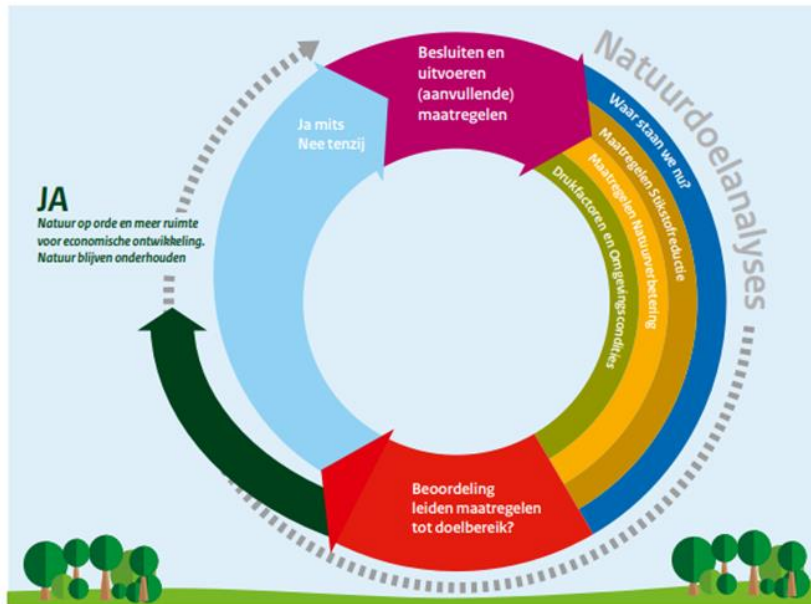 Besluiten en
uitvoeren
(aanvullende)
maatregelen
Natuurdoelanalyses
Waar staan we nu?
Maatregelen Stikstofreductie
Maatregelen Natuurverbetering
Drukfactoren en Omgevingscondities
Ja mits
Nee tenzij
JA
Natuur op orde en meer ruimte
voor economische ontwikkeling.
Natuur blijven onderhouden
Beoordeling
leiden maatregelen
tot doelbereik?